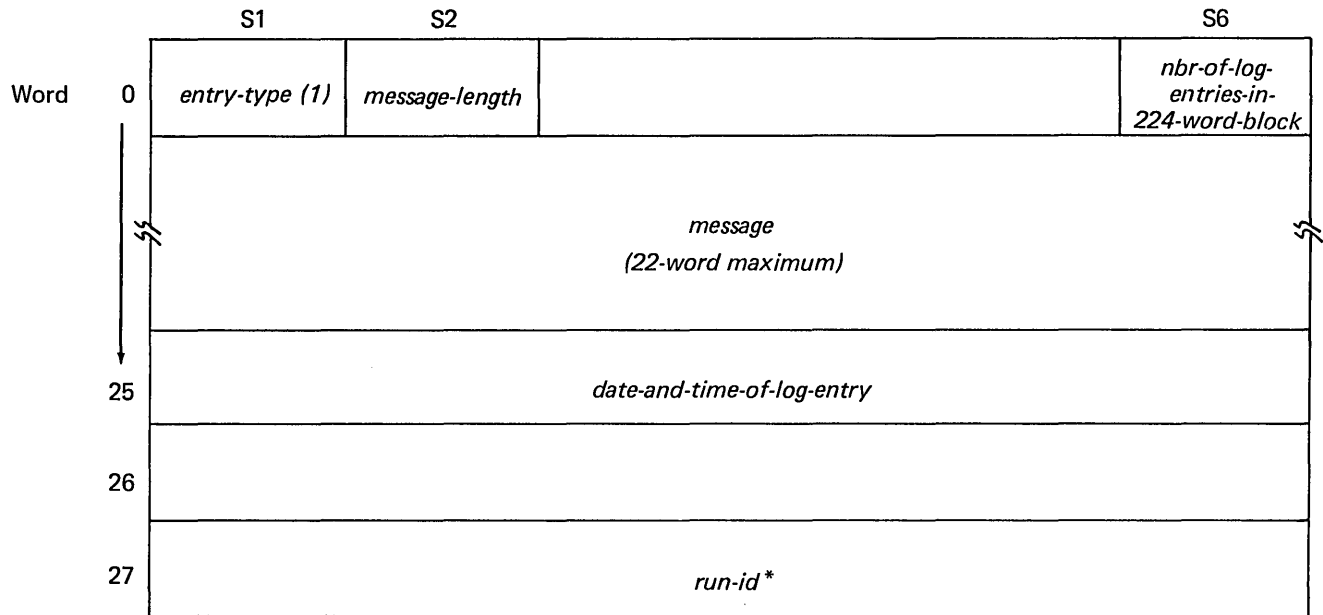 S1 S2 S6
Word 0 entry-type (1) message-length nbr-of-log-
entries-in-
224-word-block
message
(22-word maximum)
25 date-and-time-of-log-entry
26
27 run-id*